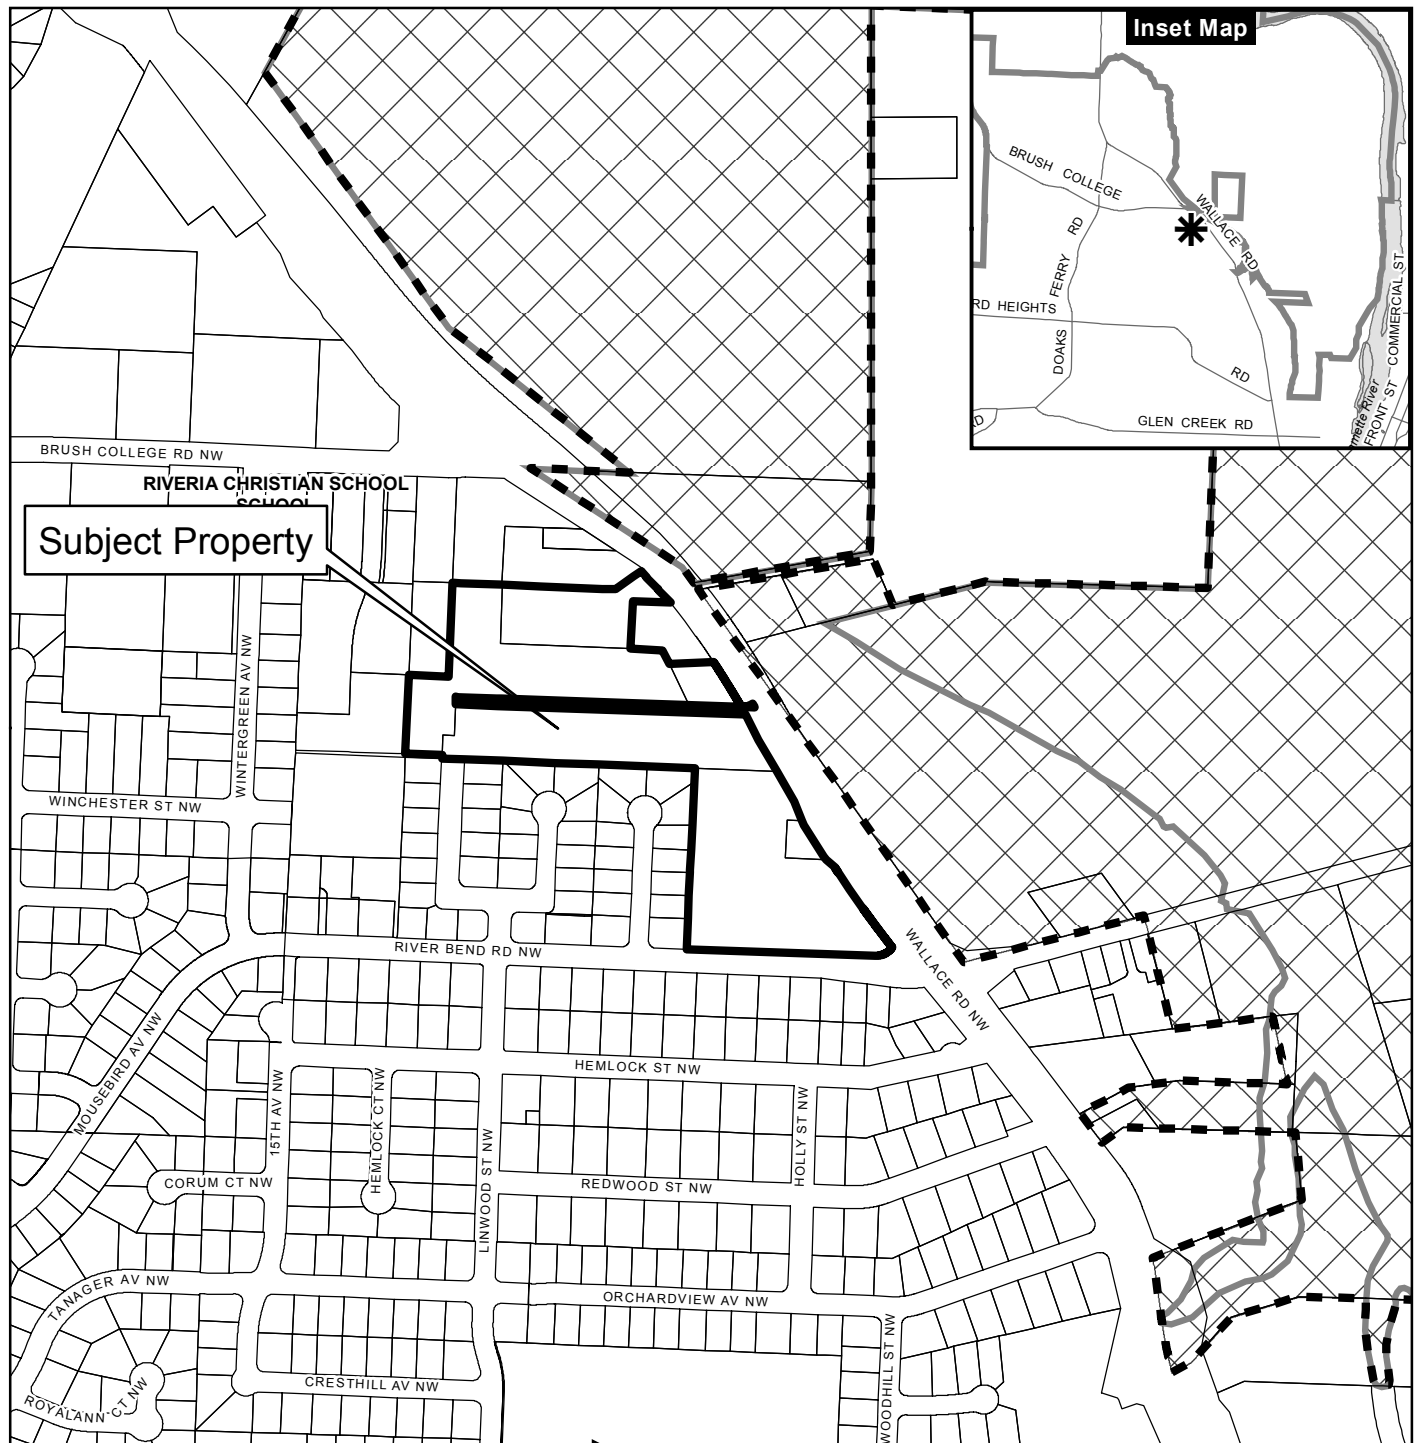 Inset Map
BRUSH COLLEGE
WALLACE RD
DOAKS FERRY RD
RD HEIGHTS
RD
COMMERCIAL ST
FRONT ST
GLEN CREEK RD
BRUSH COLLEGE RD NW
RIVERIA CHRISTIAN SCHOOL
SCHOOL
Subject Property
WINTERGREEN AV NW
WINCHESTER ST NW
RIVER BEND RD NW
WALLACE RD NW
MOUSEBIRD AV NW
15TH AV NW
HEMLOCK CT NW
LINWOOD ST NW
HEMLOCK ST NW
HOLLY ST NW
CORUM CT NW
REDWOOD ST NW
TANAGER AV NW
ORCHARDVIEW AV NW
WOODHILL ST NW
CRESTHILL AV NW
ROYALANN CT NW